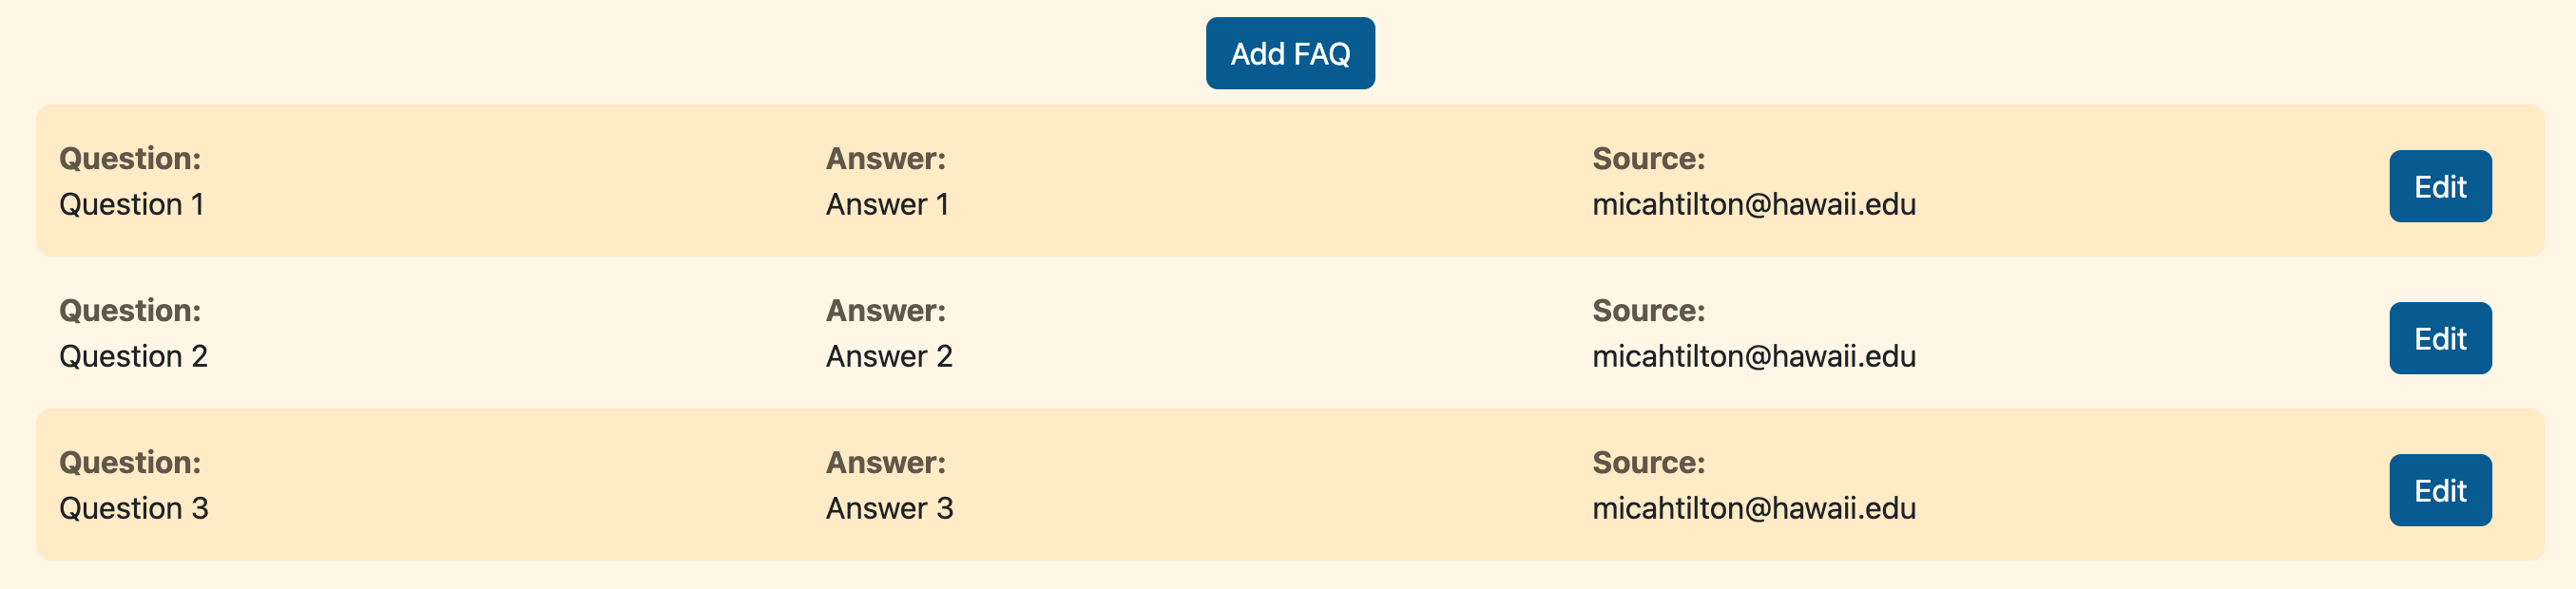 Add FAQ
Question: Answer: Source:
Question 1 Answer 1 micahtilton@hawaii.edu Edit
Question: Answer: Source:
Question 2 Answer 2 micahtilton@hawaii.edu Edit
Question: Answer: Source:
Question 3 Answer 3 micahtilton@hawaii.edu Edit